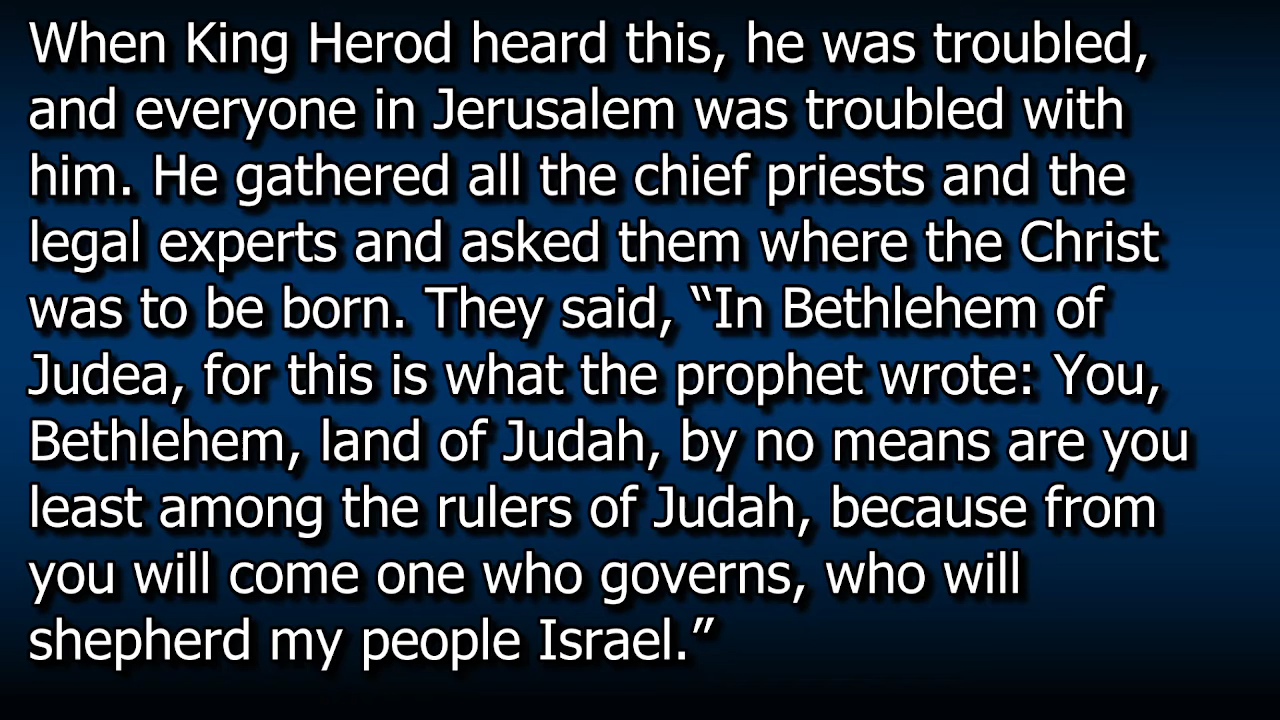 When King Herod heard this, he was troubled,
and everyone in Jerusalem was troubled with
him. He gathered all the chief priests and the
legal experts and asked them where the Christ
was to be born. They said, “In Bethlehem of
Judea, for this is what the prophet wrote: You,
Bethlehem, land of Judah, by no means are you
least among the rulers of Judah, because from
you will come one who governs, who will
shepherd my people Israel.”